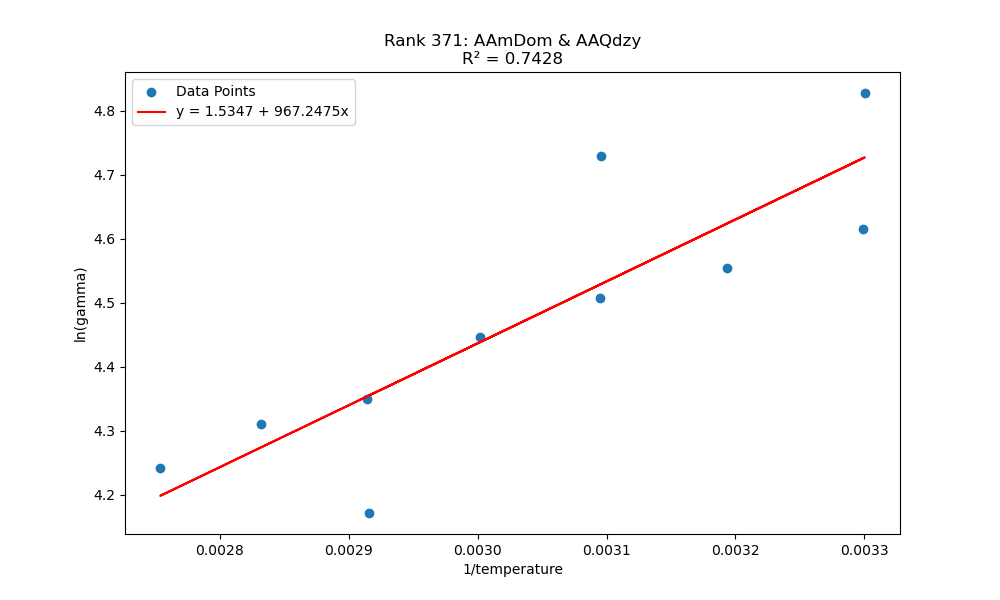 Rank 371: AAmDom & AAQdzy
R² = 0.7428
Data Points
y = 1.5347 + 967.2475x
ln(gamma)
4.8
4.7
4.6
4.5
4.4
4.3
4.2
0.0028
0.0029
0.0030
0.0031
0.0032
0.0033
1/temperature